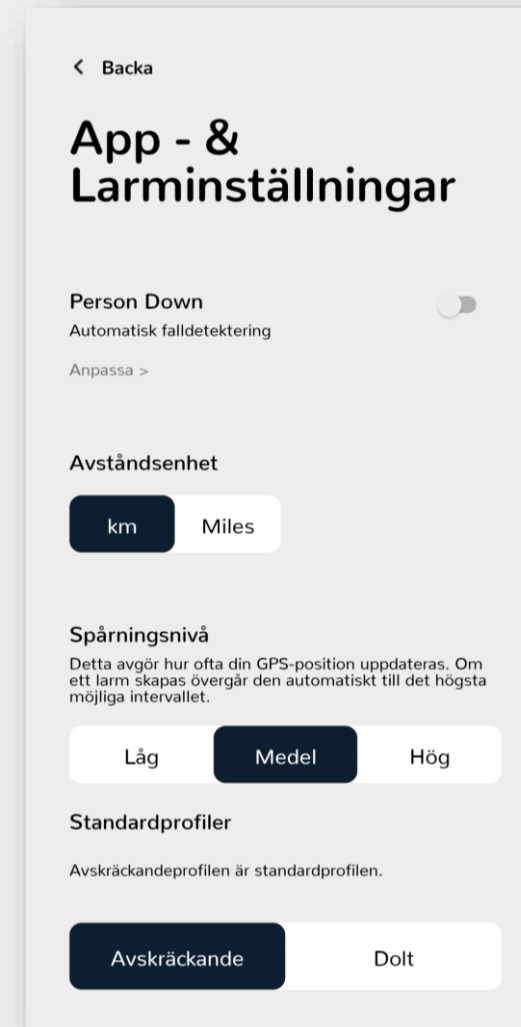 Backa
App - &
Larminställningar
Person Down
Automatisk falldetektering
Anpassa >
Avståndsenhet
km Miles
Spårningsnivå
Detta avgör hur ofta din GPS-position uppdateras. Om
ett larm skapas övergår den automatiskt till det högsta
möjliga intervallet.
Låg Medel Hög
Standardprofiler
Avskräckandeprofilen är standardprofilen.
Avskräckande Dolt